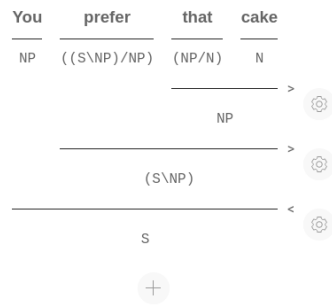 You prefer that cake
NP ((S\NP)/NP) (NP/N) N
>
NP
>
(S\NP)
<
S